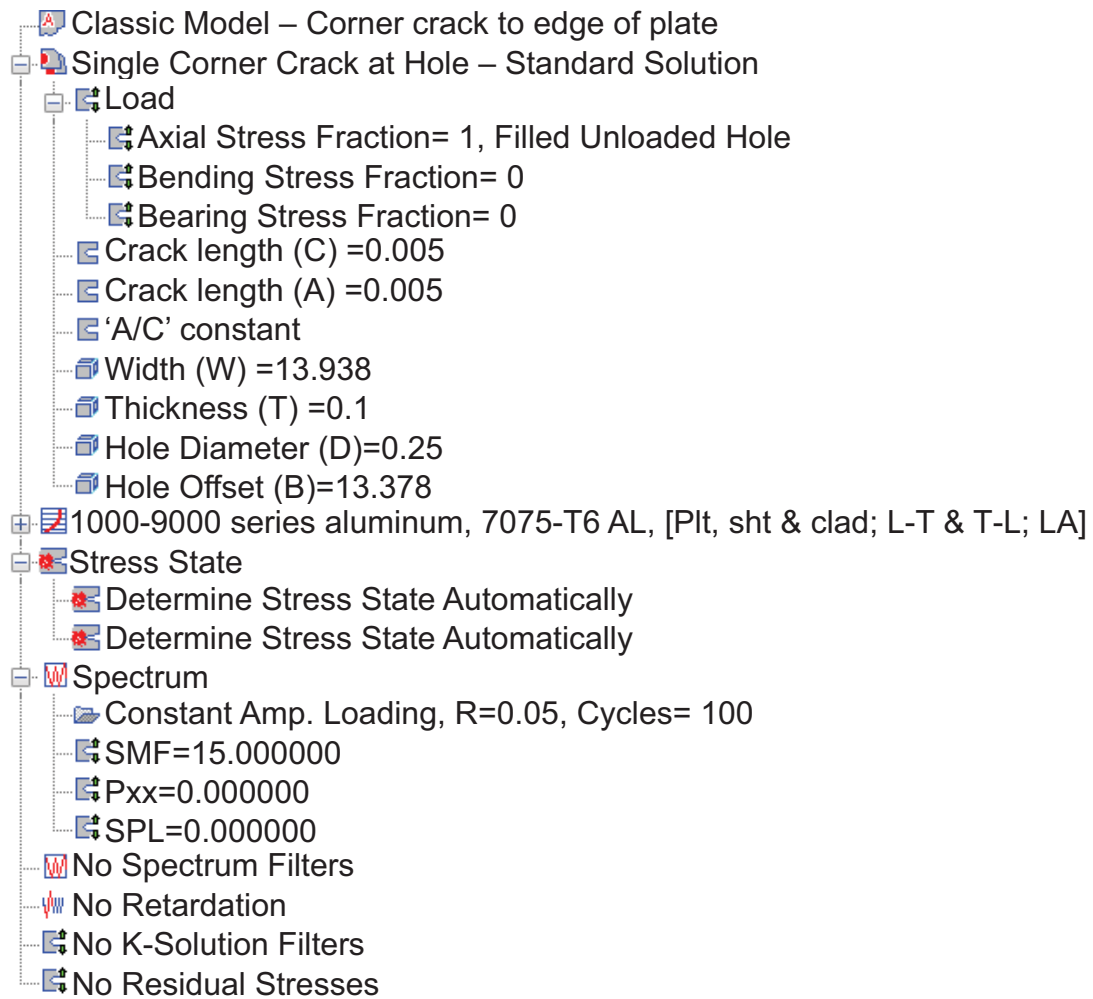 Classic Model – Corner crack to edge of plate
Single Corner Crack at Hole – Standard Solution
Load
Axial Stress Fraction= 1, Filled Unloaded Hole
Bending Stress Fraction= 0
Bearing Stress Fraction= 0
Crack length (C) =0.005
Crack length (A) =0.005
‘A/C’ constant
Width (W) =13.938
Thickness (T) =0.1
Hole Diameter (D)=0.25
Hole Offset (B)=13.378
1000-9000 series aluminum, 7075-T6 AL, [Plt, sht & clad; L-T & T-L; LA]
Stress State
Determine Stress State Automatically
Determine Stress State Automatically
Spectrum
Constant Amp. Loading, R=0.05, Cycles= 100
SMF=15.000000
Pxx=0.000000
SPL=0.000000
No Spectrum Filters
No Retardation
No K-Solution Filters
No Residual Stresses